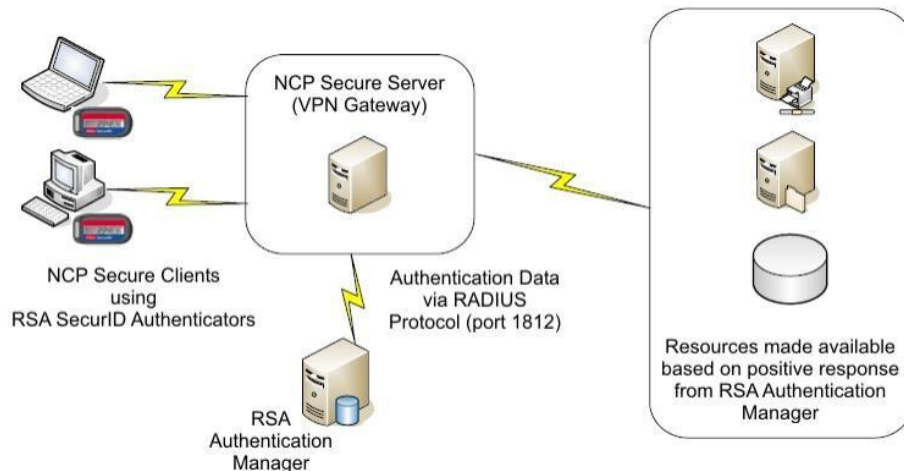 NCP Secure Server
(VPN Gateway)
NCP Secure Clients
using
RSA SecurID Authenticators
Authentication Data
via RADIUS
Protocol (port 1812)
RSA
Authentication
Manager
Resources made available
based on positive response
from RSA Authentication
Manager